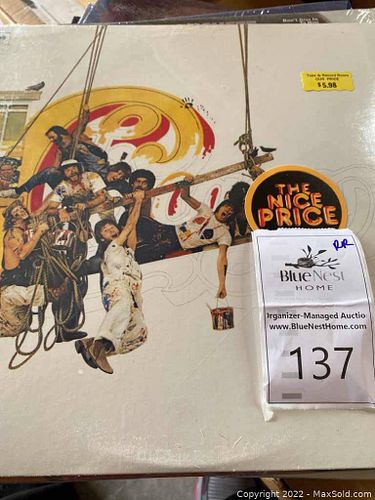 Tape & Record Room
OUR PRICE
$5.98
THE
NICE
PRICE
RR
BlueNest
HOME
Organizer-Managed Auctio
www.BlueNestHome.com
137
Copyright 2022 - MaxSold.com